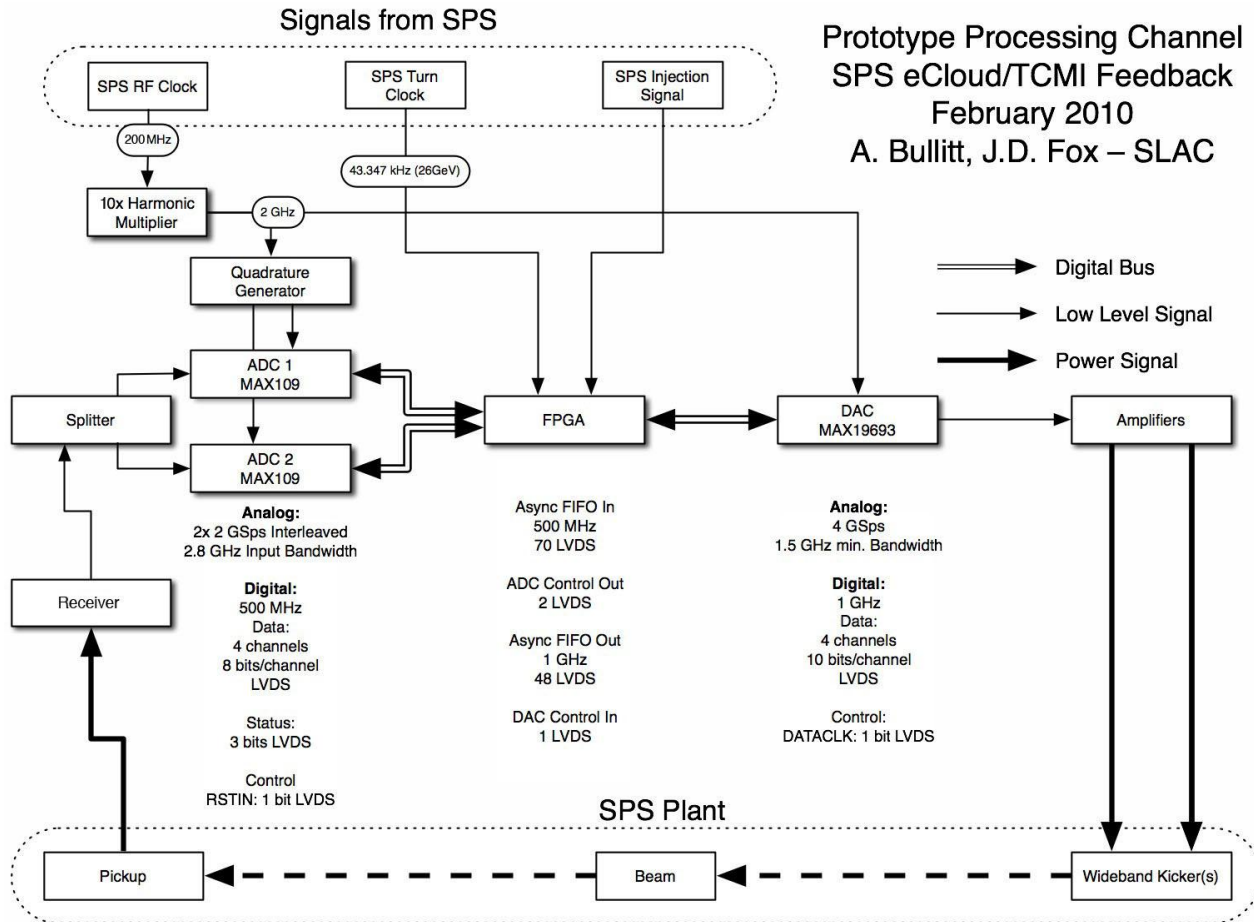 Signals from SPS
Prototype Processing Channel
SPS eCloud/TCMI Feedback
February 2010
A. Bullitt, J.D. Fox – SLAC
SPS RF Clock
SPS Turn
Clock
SPS Injection
Signal
200 MHz
43.347 kHz (26GeV)
10x Harmonic
Multiplier
2 GHz
Quadrature
Generator
Digital Bus
Low Level Signal
Power Signal
ADC 1
MAX109
Splitter
ADC 2
MAX109
FPGA
DAC
MAX19693
Amplifiers
Analog:
2x 2 GSps Interleaved
2.8 GHz Input Bandwidth
Digital:
500 MHz
Data:
4 channels
8 bits/channel
LVDS
Status:
3 bits LVDS
Control
RSTIN: 1 bit LVDS
Async FIFO In
500 MHz
70 LVDS
ADC Control Out
2 LVDS
Async FIFO Out
1 GHz
48 LVDS
DAC Control In
1 LVDS
Analog:
4 GSps
1.5 GHz min. Bandwidth
Digital:
1 GHz
Data:
4 channels
10 bits/channel
LVDS
Control:
DATACLK: 1 bit LVDS
Receiver
SPS Plant
Pickup
Beam
Wideband Kicker(s)